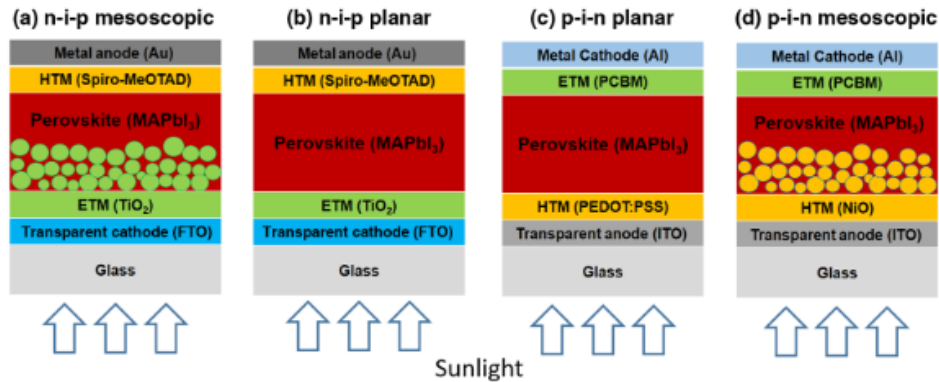 (a) n-i-p mesoscopic
Metal anode (Au)
HTM (Spiro-MeOTAD)
Perovskite (MAPbI₃)
ETM (TiO₂)
Transparent cathode (FTO)
Glass
(b) n-i-p planar
Metal anode (Au)
HTM (Spiro-MeOTAD)
Perovskite (MAPbI₃)
ETM (TiO₂)
Transparent cathode (FTO)
Glass
(c) p-i-n planar
Metal Cathode (Al)
ETM (PCBM)
Perovskite (MAPbI₃)
HTM (PEDOT:PSS)
Transparent anode (ITO)
Glass
(d) p-i-n mesoscopic
Metal Cathode (Al)
ETM (PCBM)
Perovskite (MAPbI₃)
HTM (NiO)
Transparent anode (ITO)
Glass
Sunlight